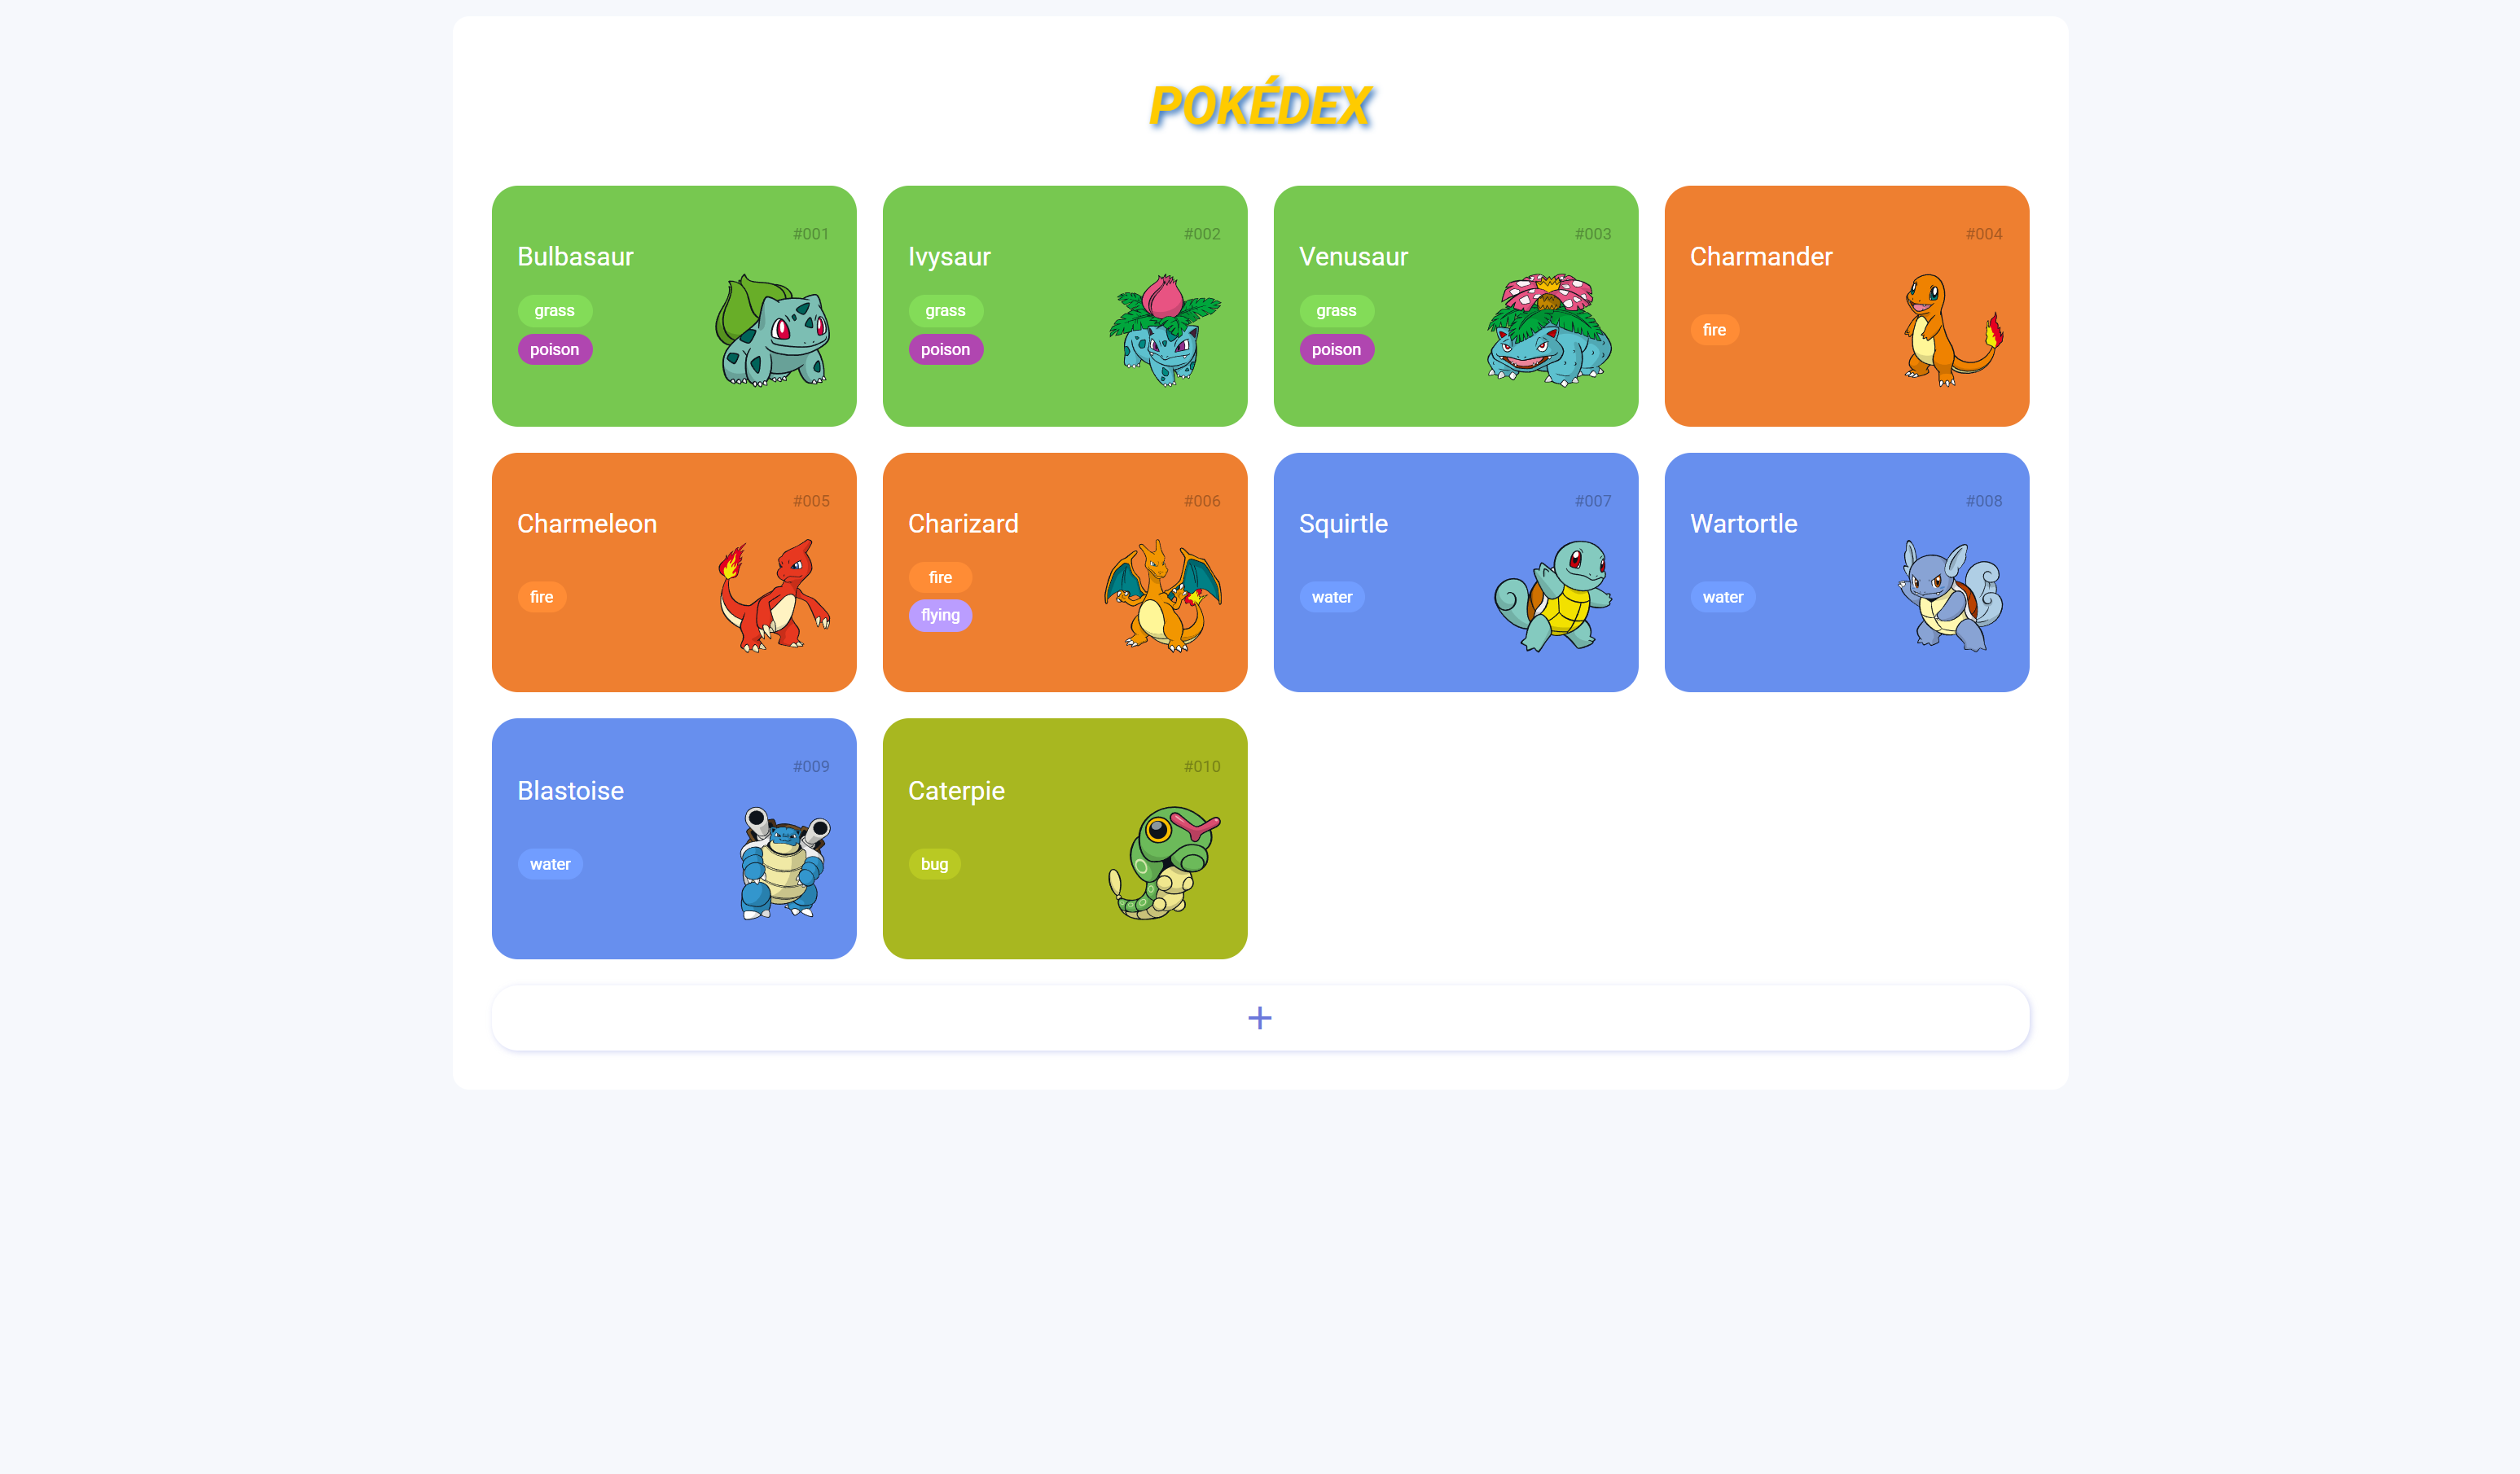 POKÉDEX
#001
Bulbasaur
grass
poison
#002
Ivysaur
grass
poison
#003
Venusaur
grass
poison
#004
Charmander
fire
#005
Charmeleon
fire
#006
Charizard
fire
flying
#007
Squirtle
water
#008
Wartortle
water
#009
Blastoise
water
#010
Caterpie
bug
+